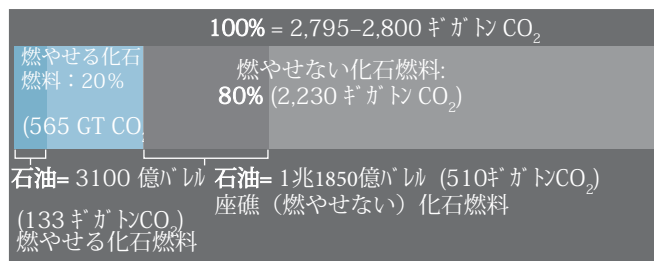 100% = 2,795–2,800 ｷﾞｶﾞﾄﾝ CO2
燃やせる化石
燃料：20%
(565 GT CO2
燃やせない化石燃料:
80% (2,230 ｷﾞｶﾞﾄﾝ CO2)
石油= 3100 億ﾊﾞﾚﾙ
(133 ｷﾞｶﾞﾄﾝCO2)
燃やせる化石燃料
石油= 1兆1850億ﾊﾞﾚﾙ (510ｷﾞｶﾞﾄﾝCO2)
座礁（燃やせない）化石燃料